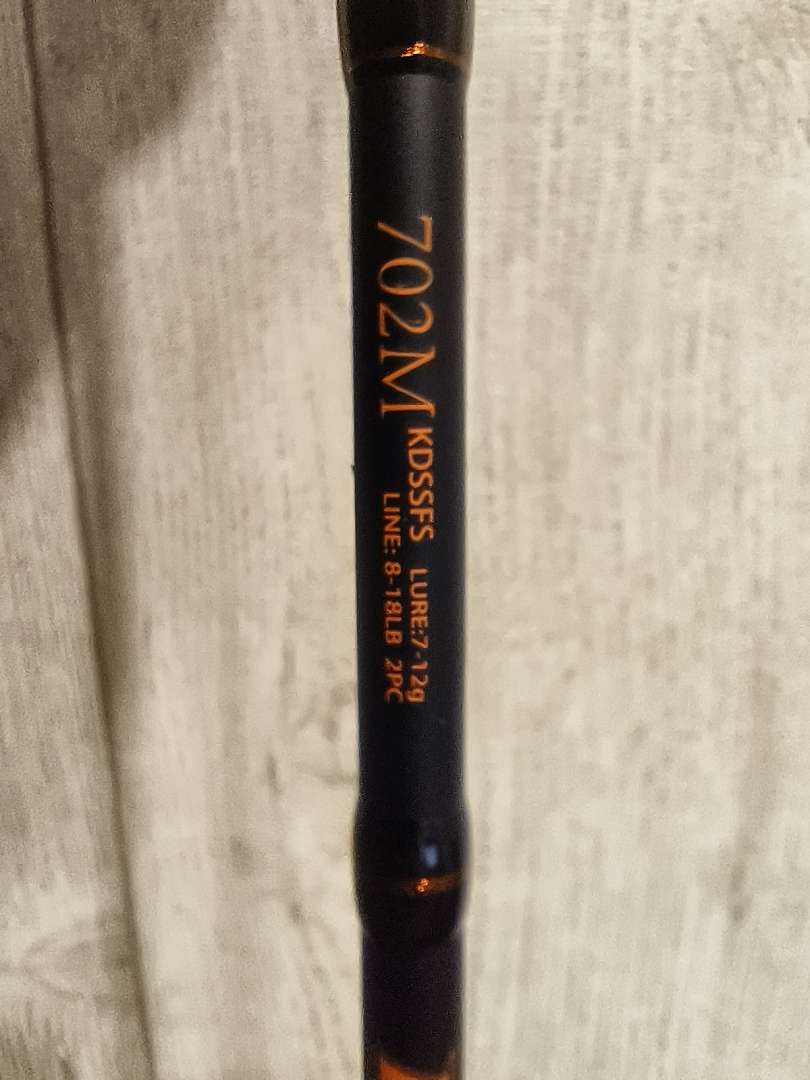 702M KDSSFS LURE:7-12g
LINE: 8-18LB 2PC